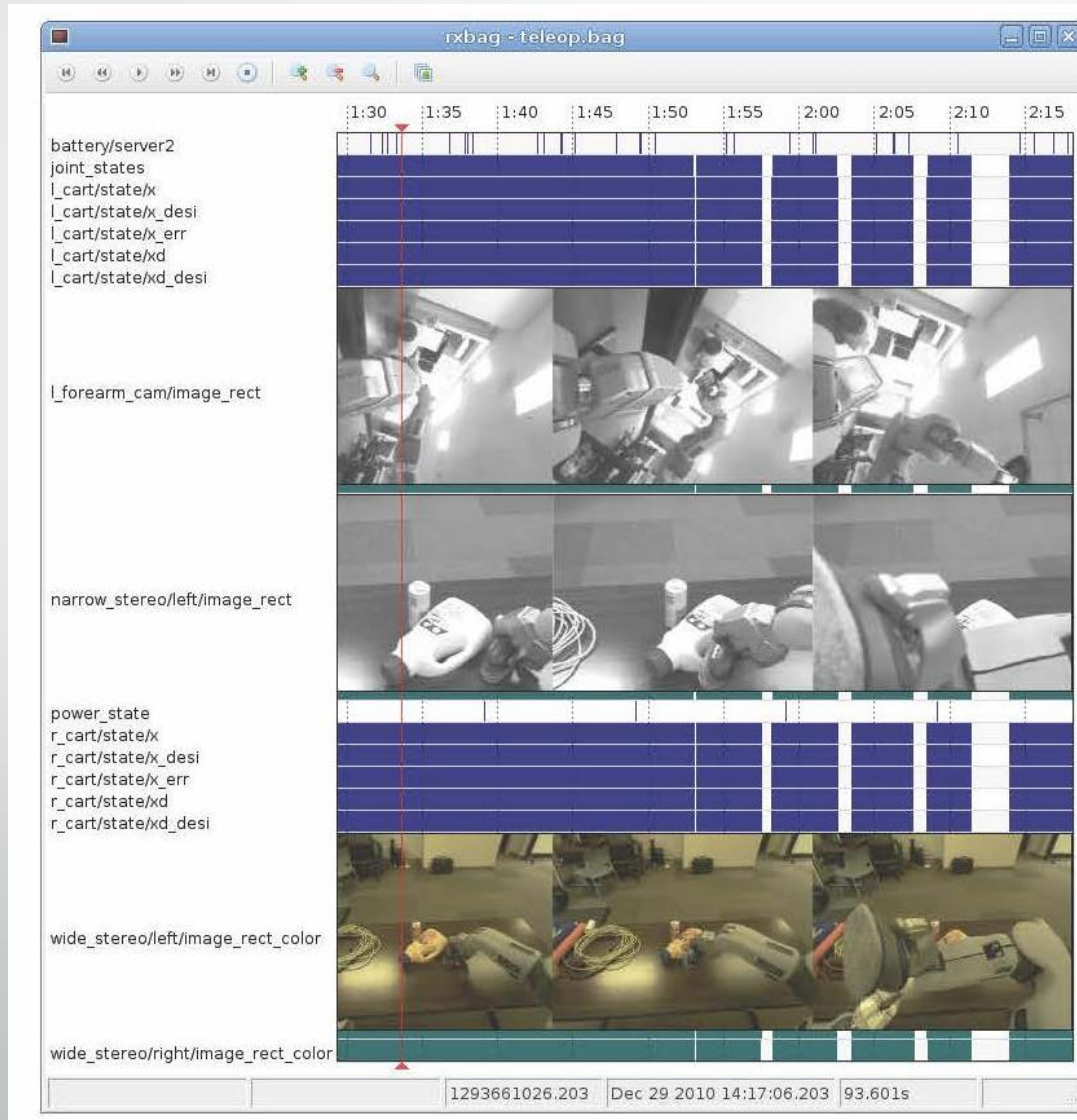 rxbag - teleop.bag
1:30 1:35 1:40 1:45 1:50 1:55 2:00 2:05 2:10 2:15
battery/server2
joint_states
l_cart/state/x
l_cart/state/x_desi
l_cart/state/x_err
l_cart/state/xd
l_cart/state/xd_desi
l_forearm_cam/image_rect
narrow_stereo/left/image_rect
power_state
r_cart/state/x
r_cart/state/x_desi
r_cart/state/x_err
r_cart/state/xd
r_cart/state/xd_desi
wide_stereo/left/image_rect_color
wide_stereo/right/image_rect_color
1293661026.203 Dec 29 2010 14:17:06.203 93.601s